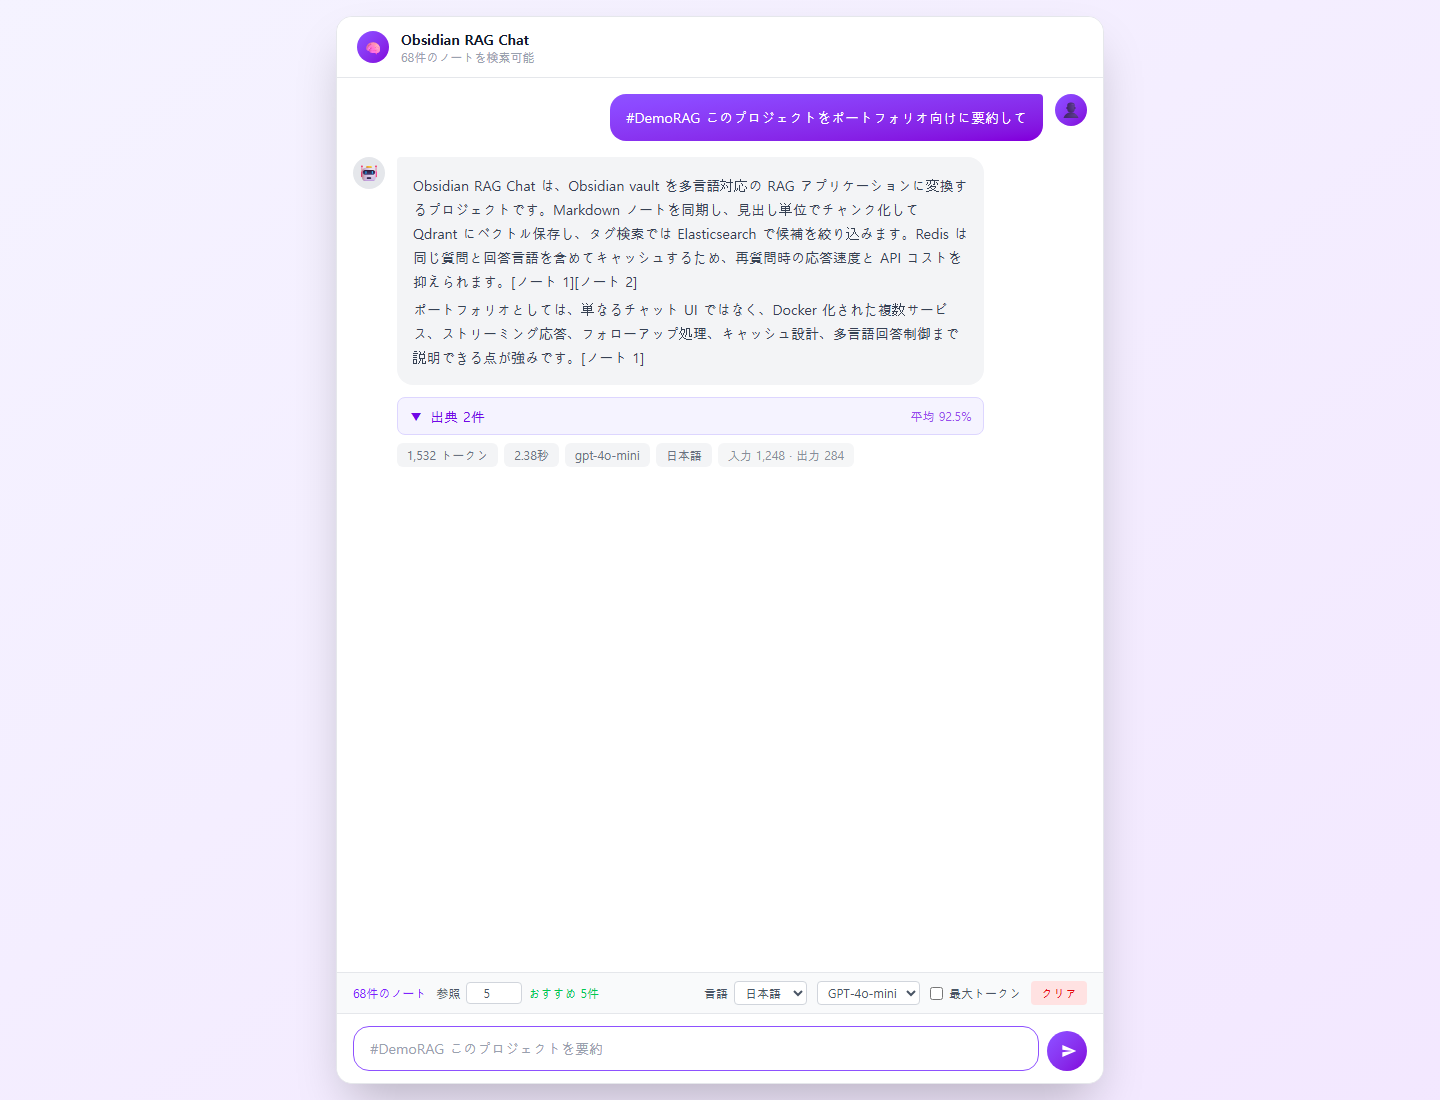 Obsidian RAG Chat
68件のノートを検索可能
#DemoRAG このプロジェクトをポートフォリオ向けに要約して
Obsidian RAG Chat は、Obsidian vault を多言語対応の RAG アプリケーションに変換す
るプロジェクトです。Markdown ノートを同期し、見出し単位でチャンク化して
Qdrant にベクトル保存し、タグ検索では Elasticsearch で候補を絞り込みます。Redis は
同じ質問と回答言語を含めてキャッシュするため、再質問時の応答速度と API コストを
抑えられます。[ノート 1][ノート 2]
ポートフォリオとしては、単なるチャット UI ではなく、Docker 化された複数サービ
ス、ストリーミング応答、フォローアップ処理、キャッシュ設計、多言語回答制御まで
説明できる点が強みです。[ノート 1]
▼ 出典 2件 平均 92.5%
1,532 トークン 2.38秒 gpt-4o-mini 日本語 入力 1,248 · 出力 284
68件のノート 参照 5 おすすめ 5件 言語 日本語 GPT-4o-mini 最大トークン クリア
#DemoRAG このプロジェクトを要約